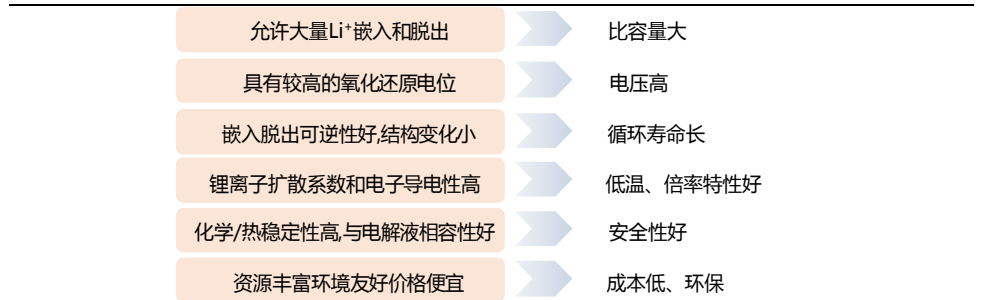 允许大量Li⁺嵌入和脱出 比容量大
具有较高的氧化还原电位 电压高
嵌入脱出可逆性好,结构变化小 循环寿命长
锂离子扩散系数和电子导电性高 低温、倍率特性好
化学/热稳定性高,与电解液相容性好 安全性好
资源丰富环境友好价格便宜 成本低、环保